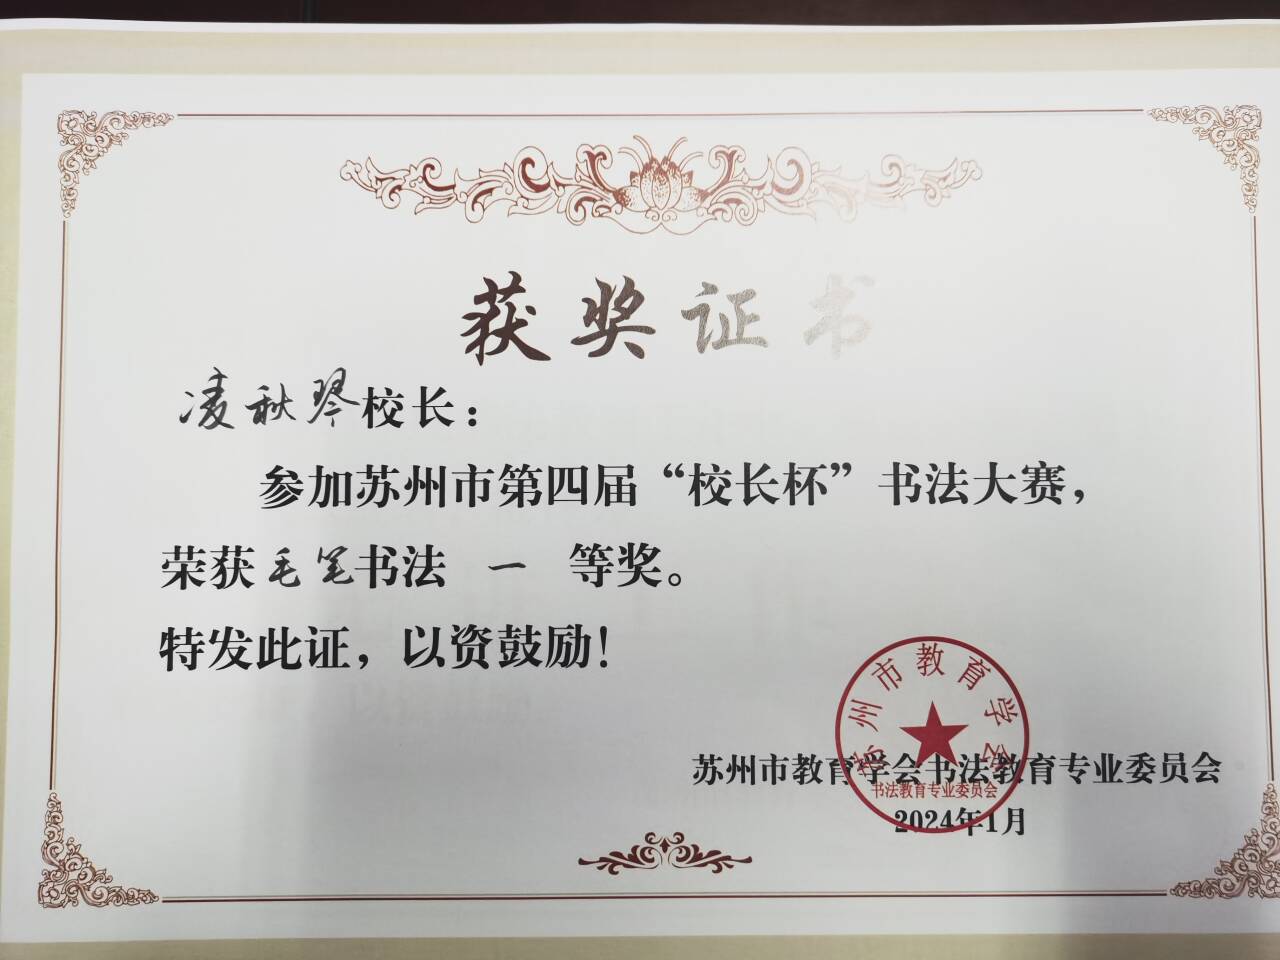 获奖证书
凌秋琴校长：
参加苏州市第四届“校长杯”书法大赛，
荣获毛笔书法 一 等奖。
特发此证，以资鼓励！
苏州市教育学会
苏州市教育学会书法教育专业委员会
书法教育专业委员会
2024年1月